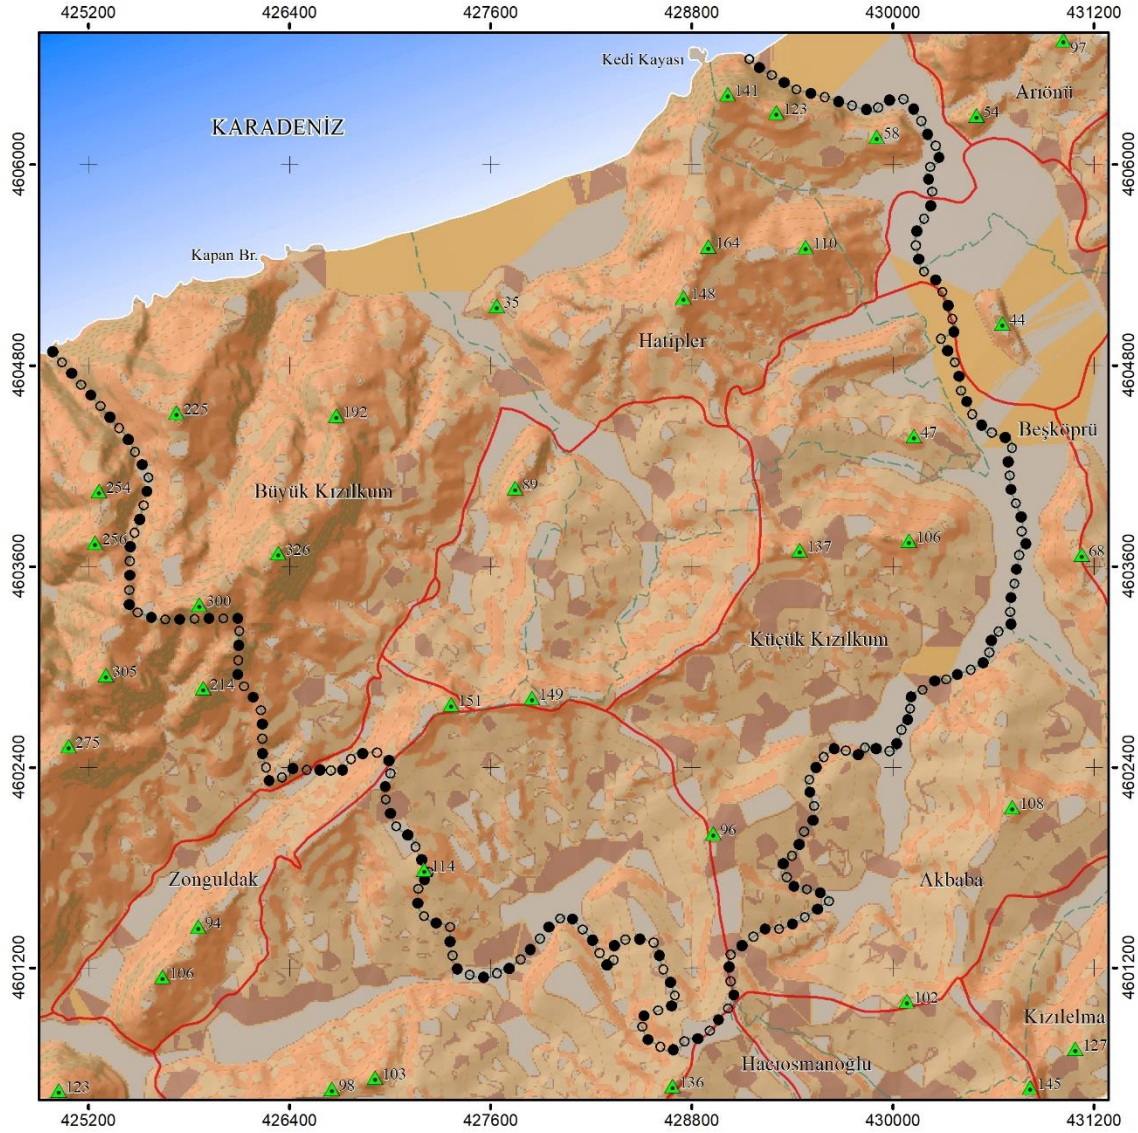 425200 426400 427600 428800 430000 431200
97
Kedi Kayası
141
Arıönü
123
54
KARADENİZ
58
4606000 4606000
164 110
Kapan Br.
148
35
44
Hatipler
4604800 4604800
225 192
Beşköprü
47
254 Büyük Kızılkum 89
256 326 137 106 68
4603600 4603600
300
Küçük Kızılkum
305 214
151 149
275
4602400 4602400
108
96
114
Zonguldak Akbaba
94
4601200 4601200
106
102
Kızılelma
127
Hacıosmanoğlu
123 98 103 136 145
425200 426400 427600 428800 430000 431200